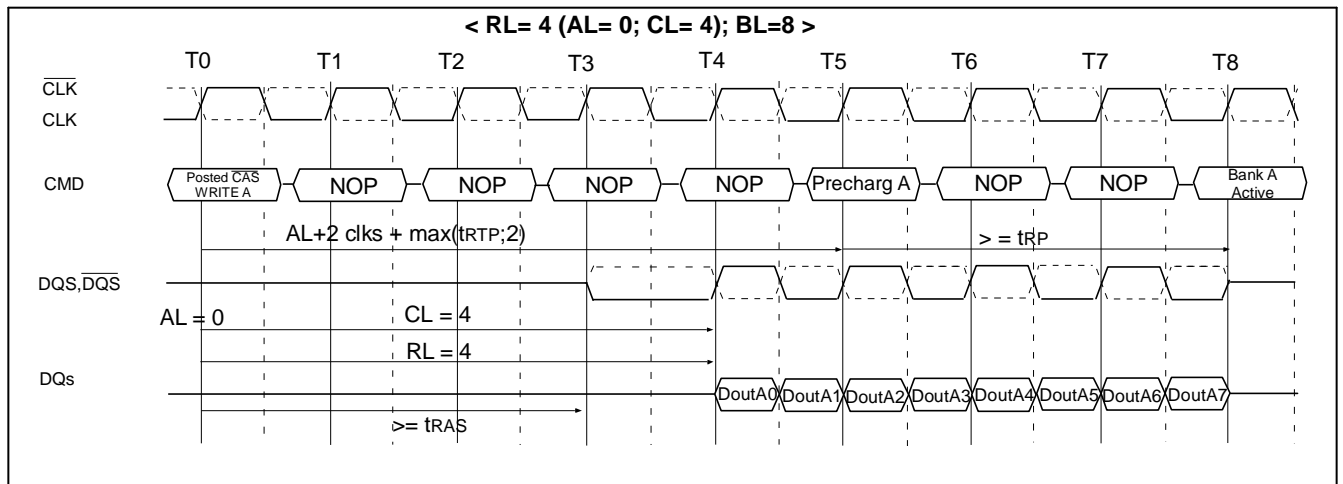 < RL= 4 (AL= 0; CL= 4); BL=8 >
T0 T1 T2 T3 T4 T5 T6 T7 T8
CLK
CLK
CMD
Posted CAS
WRITE A
NOP
NOP
NOP
NOP
Precharg A
NOP
NOP
Bank A
Active
AL+2 clks + max(tRTP;2)
> = tRP
DQS,DQS
AL = 0
CL = 4
RL = 4
DQs
DoutA0 DoutA1 DoutA2 DoutA3 DoutA4 DoutA5 DoutA6 DoutA7
>= tRAS